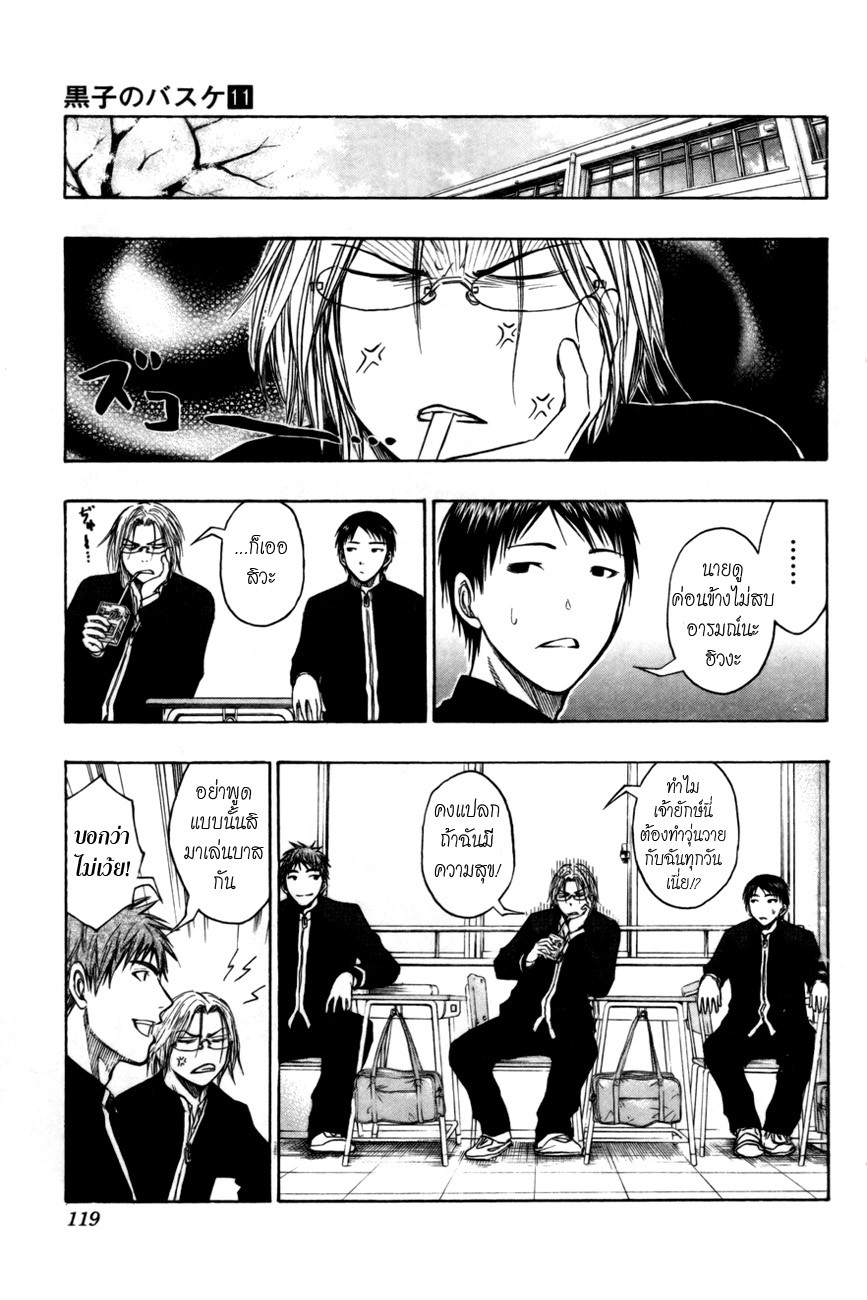 黒子のバスケ11
ズコー…
……
นายดู
ค่อนข้างไม่สบ
อารมณ์นะ
ฮิวงะ
...ก็เออ
สิวะ
ทำไม
เจ้ายักษ์นี่
ต้องทำวุ่นวาย
กับฉันทุกวัน
เนี่ย!?
คงแปลก
ถ้าฉันมี
ความสุข!
อย่าพูด
แบบนั้นสิ
มาเล่นบาส
กัน
บอกว่า
ไม่เว้ย!
119